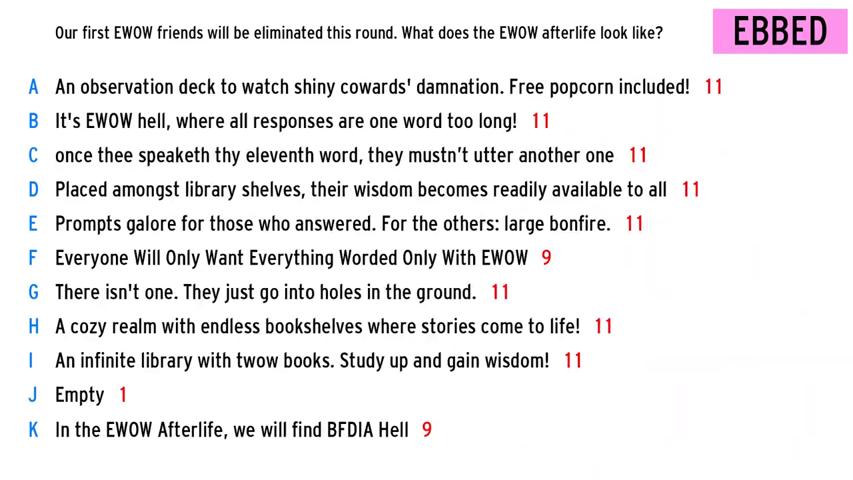 Our first EWOW friends will be eliminated this round. What does the EWOW afterlife look like?
EBBED
A An observation deck to watch shiny cowards' damnation. Free popcorn included! 11
B It's EWOW hell, where all responses are one word too long! 11
C once thee speaketh thy eleventh word, they mustn’t utter another one 11
D Placed amongst library shelves, their wisdom becomes readily available to all 11
E Prompts galore for those who answered. For the others: large bonfire. 11
F Everyone Will Only Want Everything Worded Only With EWOW 9
G There isn't one. They just go into holes in the ground. 11
H A cozy realm with endless bookshelves where stories come to life! 11
I An infinite library with twow books. Study up and gain wisdom! 11
J Empty 1
K In the EWOW Afterlife, we will find BFDIA Hell 9